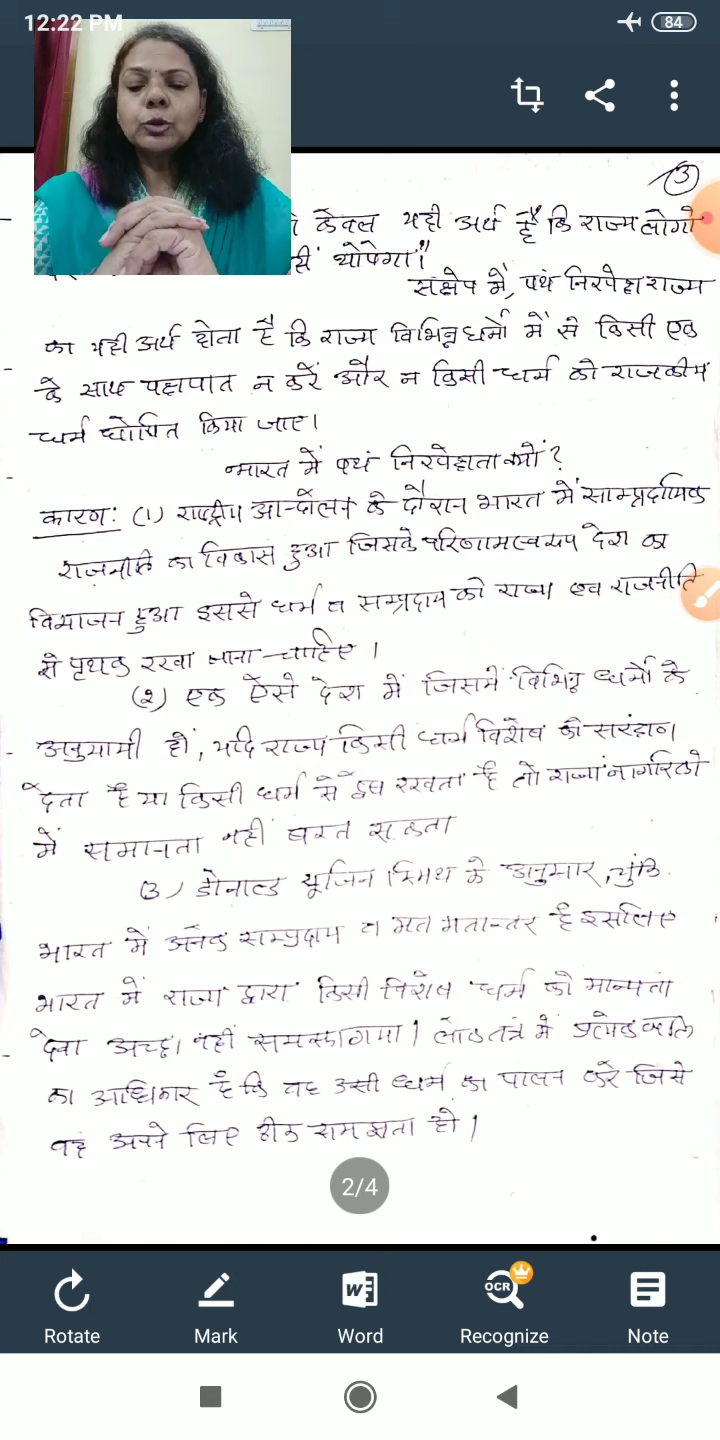 12:22 PM
84
3
केवल यही अर्थ है कि राज्य लोगो
थोपेगा।"
संक्षेप में, पथं निरपेक्ष राज्य
का यही अर्थ होता है कि राज्य विभिन्न धर्मो में से किसी एक
के साथ पक्षपात न करें और न किसी धर्म को राजकीय
धर्म घोषित किया जाए।
भारत में पथं निरपेक्षता क्यों?
कारण: (1) राष्ट्रीय आन्दोलन के दौरान भारत में साम्प्रदायिक
राजनीति का विकास हुआ जिसके परिणामस्वरूप देश का
विभाजन हुआ इससे धर्म व सम्प्रदाय को राज्य एवं राजनीति
से पृथक रखा जाना चाहिए।
(2) एक ऐसे देश में जिसमें विभिन्न धर्मो के
अनुयायी हों, यदि राज्य किसी धर्म विशेष को सरंक्षण
देता है या किसी धर्म से द्वेष रखता है तो राज्य नागरिको
में समानता नहीं बरत सकता
(3) डोनाल्ड यूजिन स्मिथ के अनुसार, चुंकि
भारत में अनेक सम्प्रदाय व मत मतान्तर है इसलिए
भारत में राज्य द्वारा किसी विशेष धर्म को मान्यता
देना अच्छा नहीं समझा गया। लोकतंत्र में प्रत्येक व्यक्ति
का अधिकार है कि वह उसी धर्म का पालन करे जिसे
वह अपने लिए ठीक समझता हो।
2/4
Rotate
Mark
Word
OCR
Recognize
Note